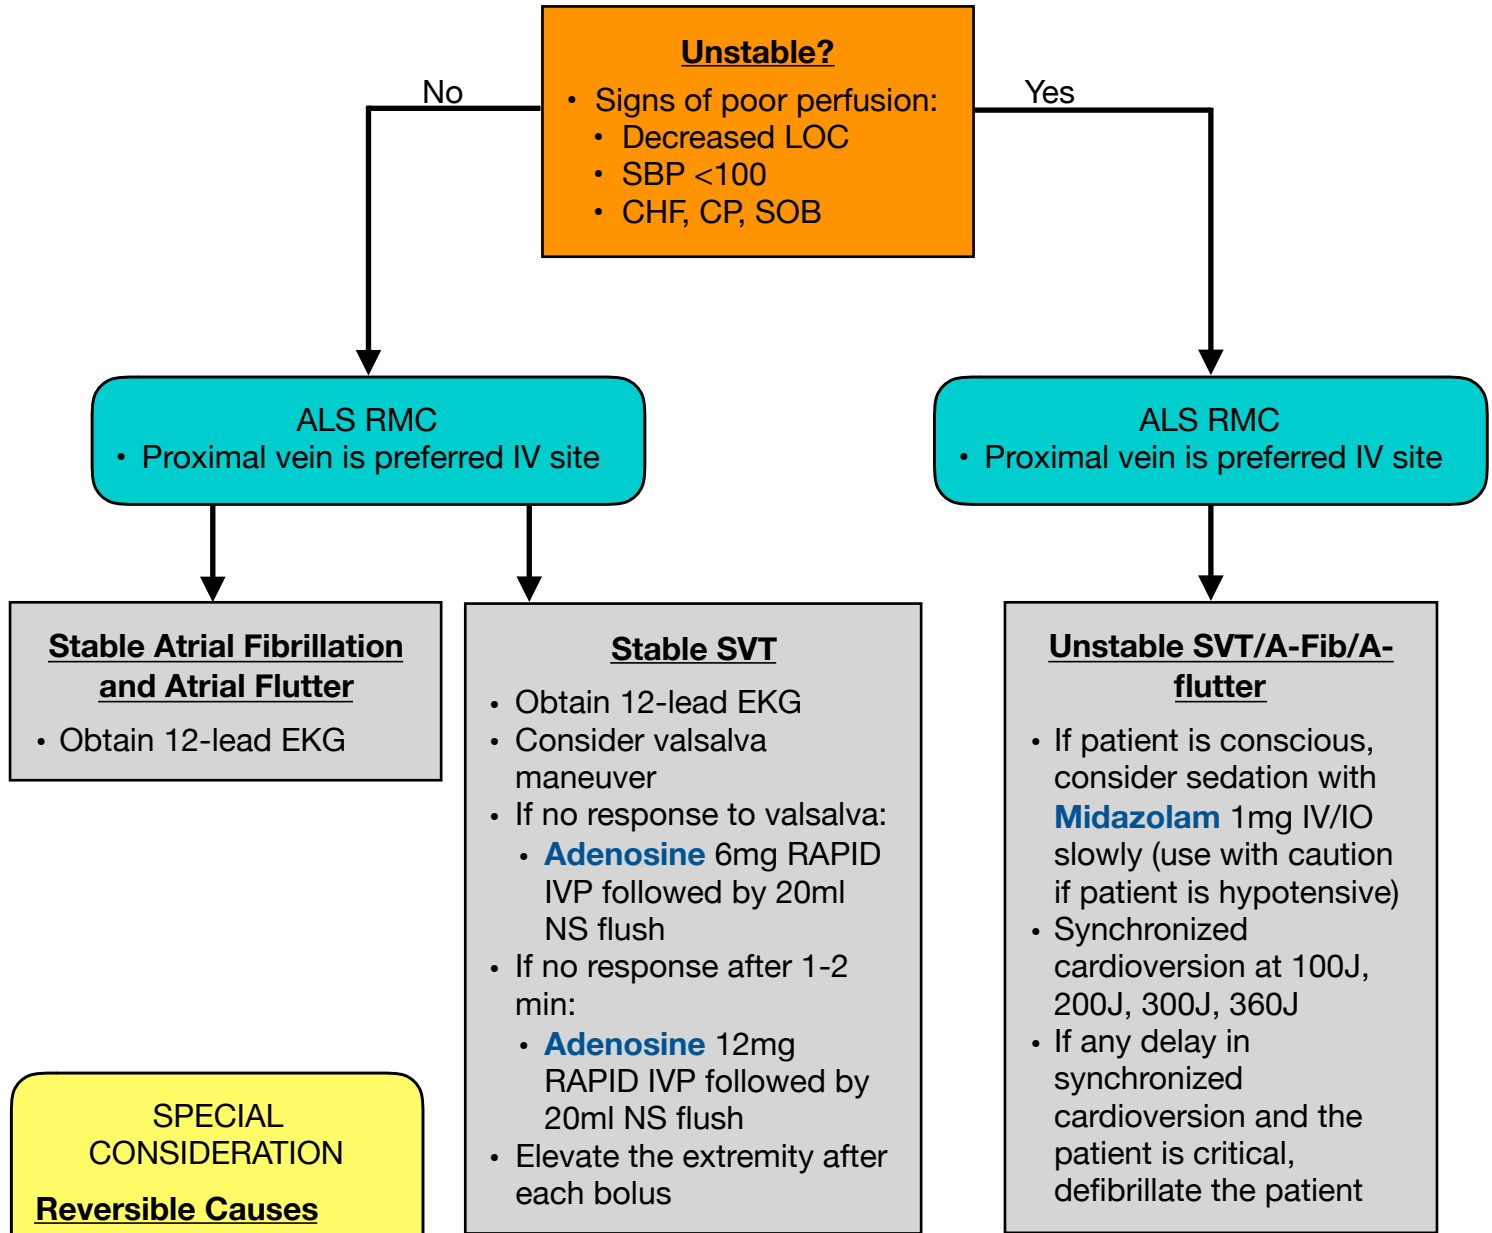 Unstable?
• Signs of poor perfusion:
• Decreased LOC
• SBP <100
• CHF, CP, SOB
No
Yes
ALS RMC
• Proximal vein is preferred IV site
ALS RMC
• Proximal vein is preferred IV site
Stable Atrial Fibrillation
and Atrial Flutter
• Obtain 12-lead EKG
Stable SVT
• Obtain 12-lead EKG
• Consider valsalva
maneuver
• If no response to valsalva:
• Adenosine 6mg RAPID
IVP followed by 20ml
NS flush
• If no response after 1-2
min:
• Adenosine 12mg
RAPID IVP followed by
20ml NS flush
• Elevate the extremity after
each bolus
Unstable SVT/A-Fib/A-
flutter
• If patient is conscious,
consider sedation with
Midazolam 1mg IV/IO
slowly (use with caution
if patient is hypotensive)
• Synchronized
cardioversion at 100J,
200J, 300J, 360J
• If any delay in
synchronized
cardioversion and the
patient is critical,
defibrillate the patient
SPECIAL
CONSIDERATION
Reversible Causes